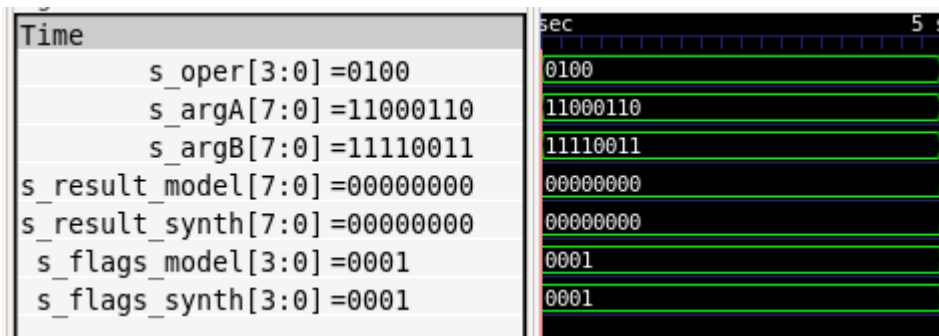 Time
s_oper[3:0]=0100
s_argA[7:0]=11000110
s_argB[7:0]=11110011
s_result_model[7:0]=00000000
s_result_synth[7:0]=00000000
s_flags_model[3:0]=0001
s_flags_synth[3:0]=0001
sec 5 s
0100
11000110
11110011
00000000
00000000
0001
0001